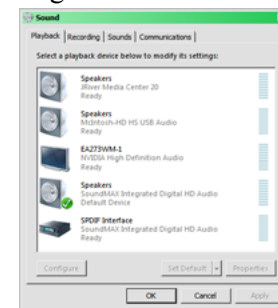 Sound
Playback Recording Sounds Communications
Select a playback device below to modify its settings:
Speakers
JRiver Media Center 20
Ready
Speakers
McIntosh-HD HS USB Audio
Ready
EA273WM-1
NVIDIA High Definition Audio
Ready
Speakers
SoundMAX Integrated Digital HD Audio
Default Device
SPDIF Interface
SoundMAX Integrated Digital HD Audio
Ready
Configure Set Default Properties
OK Cancel Apply